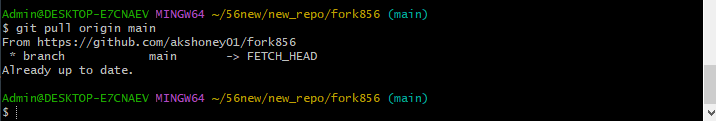 Admin@DESKTOP-E7CNAEV MINGW64 ~/56new/new_repo/fork856 (main)
$ git pull origin main
From https://github.com/akshoney01/fork856
 * branch            main       -> FETCH_HEAD
Already up to date.
Admin@DESKTOP-E7CNAEV MINGW64 ~/56new/new_repo/fork856 (main)
$